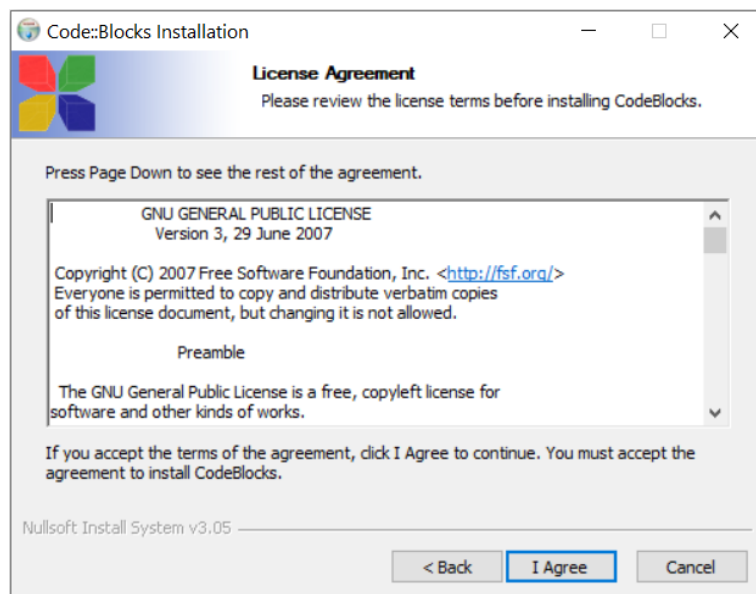 Code::Blocks Installation
License Agreement
Please review the license terms before installing CodeBlocks.
Press Page Down to see the rest of the agreement.
GNU GENERAL PUBLIC LICENSE
Version 3, 29 June 2007
Copyright (C) 2007 Free Software Foundation, Inc. <http://fsf.org/>
Everyone is permitted to copy and distribute verbatim copies
of this license document, but changing it is not allowed.
Preamble
The GNU General Public License is a free, copyleft license for
software and other kinds of works.
If you accept the terms of the agreement, click I Agree to continue. You must accept the
agreement to install CodeBlocks.
Nullsoft Install System v3.05
< Back I Agree Cancel